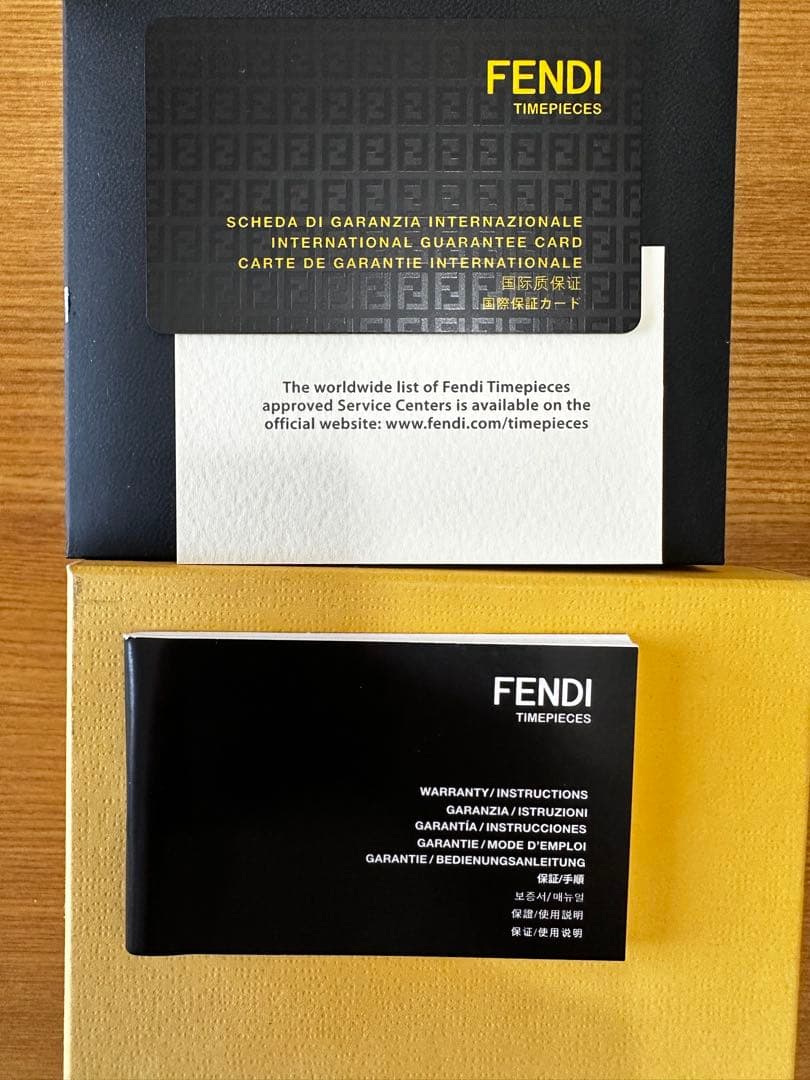 FENDI
TIMEPIECES
SCHEDA DI GARANZIA INTERNAZIONALE
INTERNATIONAL GUARANTEE CARD
CARTE DE GARANTIE INTERNATIONALE
国际质保证
国際保証カード
The worldwide list of Fendi Timepieces
approved Service Centers is available on the
official website: www.fendi.com/timepieces
FENDI
TIMEPIECES
WARRANTY/INSTRUCTIONS
GARANZIA/ISTRUZIONI
GARANTÍA/INSTRUCCIONES
GARANTIE/MODE D'EMPLOI
GARANTIE/BEDIENUNGSANLEITUNG
保証/手順
보증서/매뉴얼
保證/使用説明
保证/使用说明